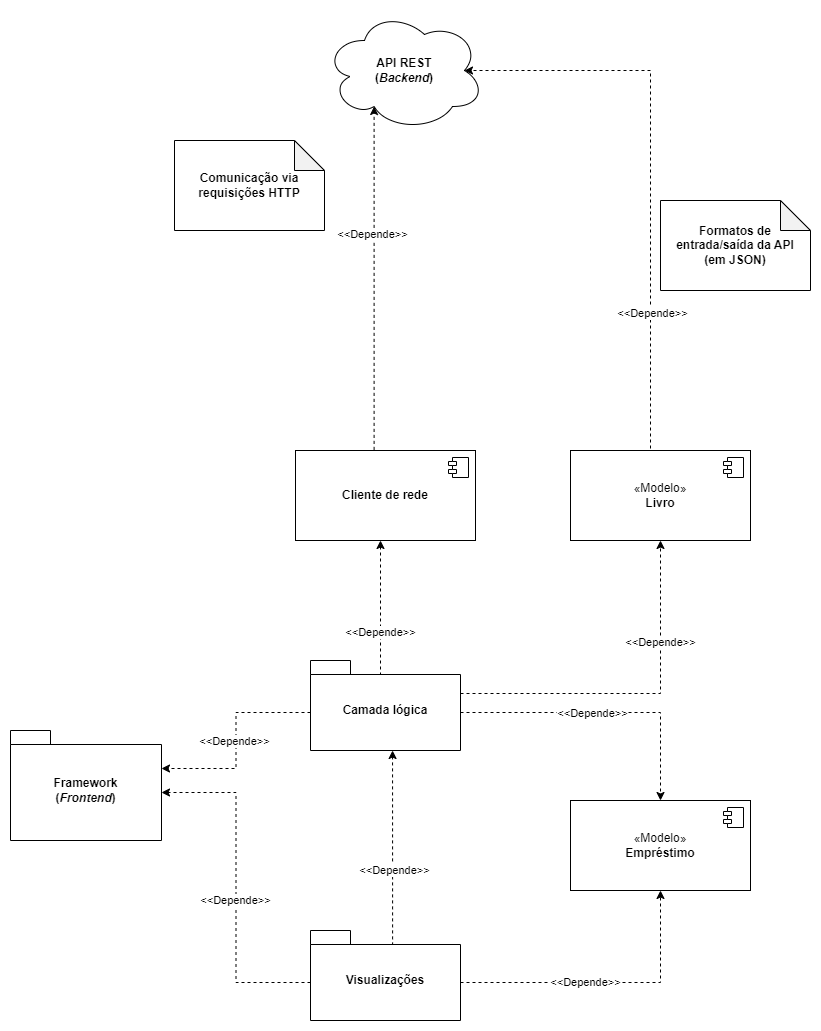 API REST
(Backend)
Comunicação via
requisições HTTP
<<Depende>>
Formatos de
entrada/saída da API
(em JSON)
<<Depende>>
Cliente de rede
«Modelo»
Livro
<<Depende>>
<<Depende>>
Camada lógica
<<Depende>>
<<Depende>>
Framework
(Frontend)
«Modelo»
Empréstimo
<<Depende>>
<<Depende>>
Visualizações
<<Depende>>